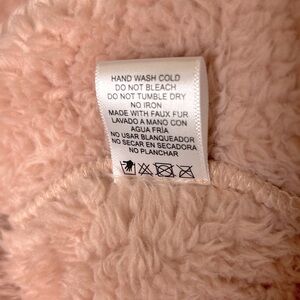 HAND WASH COLD
DO NOT BLEACH
DO NOT TUMBLE DRY
NO IRON
MADE WITH FAUX FUR
LAVADO A MANO CON
AGUA FRIA
NO USAR BLANQUEADOR
NO SECAR EN SECADORA
NO PLANCHAR